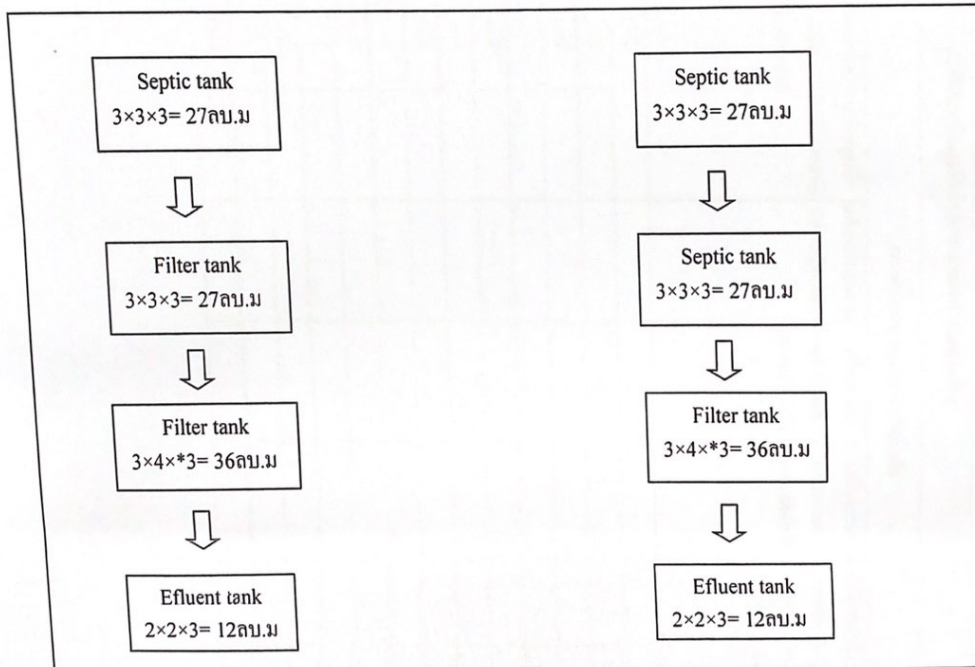 Septic tank
3×3×3= 27ลบ.ม
Filter tank
3×3×3= 27ลบ.ม
Filter tank
3×4×*3= 36ลบ.ม
Efluent tank
2×2×3= 12ลบ.ม
Septic tank
3×3×3= 27ลบ.ม
Septic tank
3×3×3= 27ลบ.ม
Filter tank
3×4×*3= 36ลบ.ม
Efluent tank
2×2×3= 12ลบ.ม